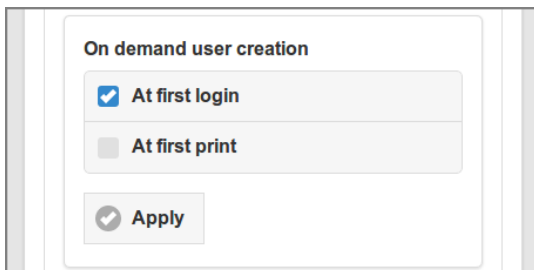 On demand user creation
At first login
At first print
Apply